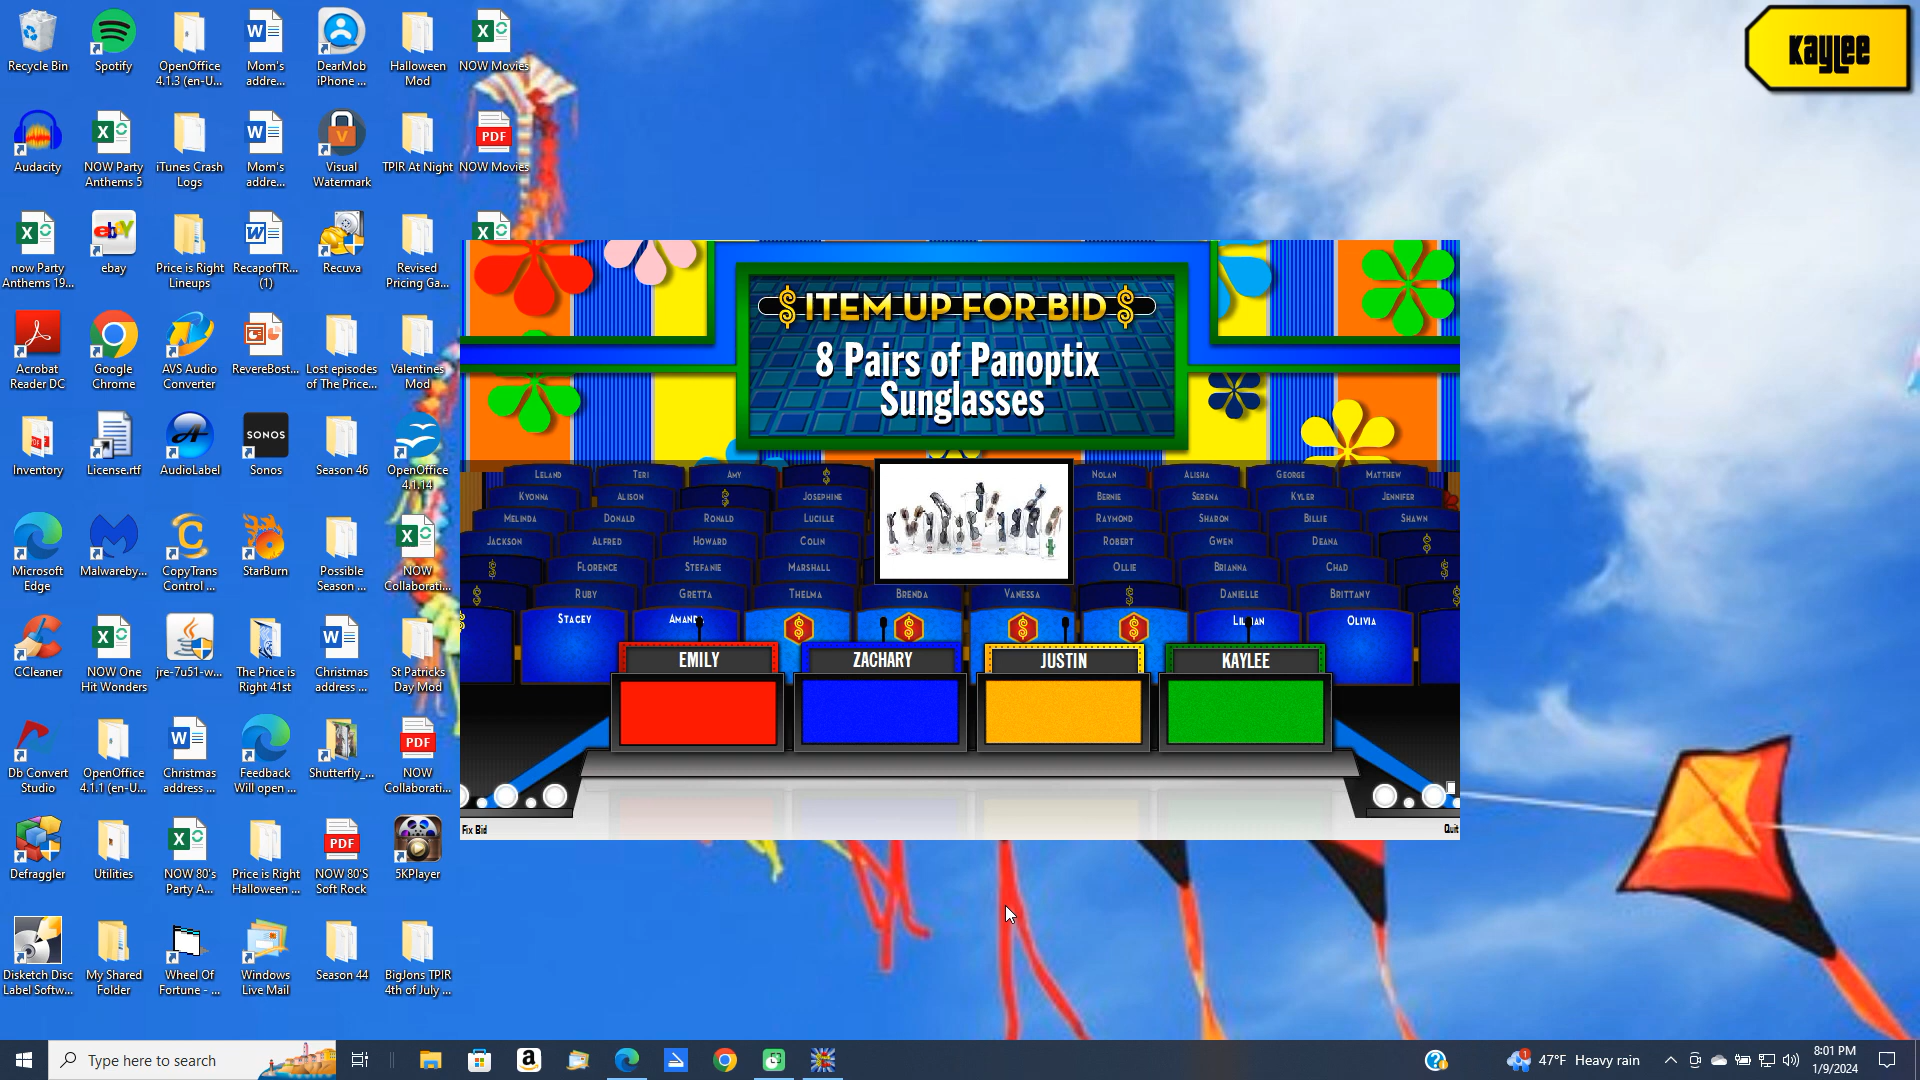 Recycle Bin
Spotify
OpenOffice
4.1.3 (en-U...
Mom's
addre...
DearMob
iPhone ...
Halloween
Mod
NOW Movies
KAYLEE
Audacity
NOW Party
Anthems 5
iTunes Crash
Logs
Mom's
addre...
Visual
Watermark
TPIR At Night
PDF
NOW Movies
now Party
Anthems 19...
ebay
ebay
Price is Right
Lineups
RecapofTR...
(1)
Recuva
Revised
Pricing Ga...
Acrobat
Reader DC
Google
Chrome
AVS Audio
Converter
RevereBost...
Lost episodes
of The Price...
Valentines
Mod
Inventory
License.rtf
AudioLabel
SONOS
Sonos
Season 46
OpenOffice
4.1.14
Microsoft
Edge
Malwareby...
CopyTrans
Control ...
StarBurn
Possible
Season ...
NOW
Collaborati...
CCleaner
NOW One
Hit Wonders
jre-7u51-w...
The Price is
Right 41st
Christmas
address ...
St Patricks
Day Mod
Db Convert
Studio
OpenOffice
4.1.1 (en-U...
Christmas
address ...
Feedback
Will open ...
Shutterfly_...
PDF
NOW
Collaborati...
Defraggler
Utilities
NOW 80's
Party A...
Price is Right
Halloween ...
PDF
NOW 80'S
Soft Rock
5KPlayer
Disketch Disc
Label Softw...
My Shared
Folder
Wheel Of
Fortune - ...
Windows
Live Mail
Season 44
BigJons TPIR
4th of July ...
$ ITEM UP FOR BID $
8 Pairs of Panoptix
Sunglasses
LELAND TERI AMY $ NOLAN ALISHA GEORGE MATTHEW
KYONNA ALISON $ JOSEPHINE BERNIE SERENA KYLER JENNIFER
MELINDA DONALD RONALD LUCILLE RAYMOND SHARON BILLIE SHAWN
JACKSON ALFRED HOWARD COLIN ROBERT GWEN DEANA $
$ FLORENCE STEFANIE MARSHALL OLLIE BRIANNA CHAD $
$ RUBY GRETTA THELMA BRENDA VANESSA $ DANIELLE BRITTANY $
STACEY $ $ $ $ OLIVIA
EMILY ZACHARY JUSTIN KAYLEE
Fix Bid
Quit
Type here to search
47°F Heavy rain
8:01 PM
1/9/2024